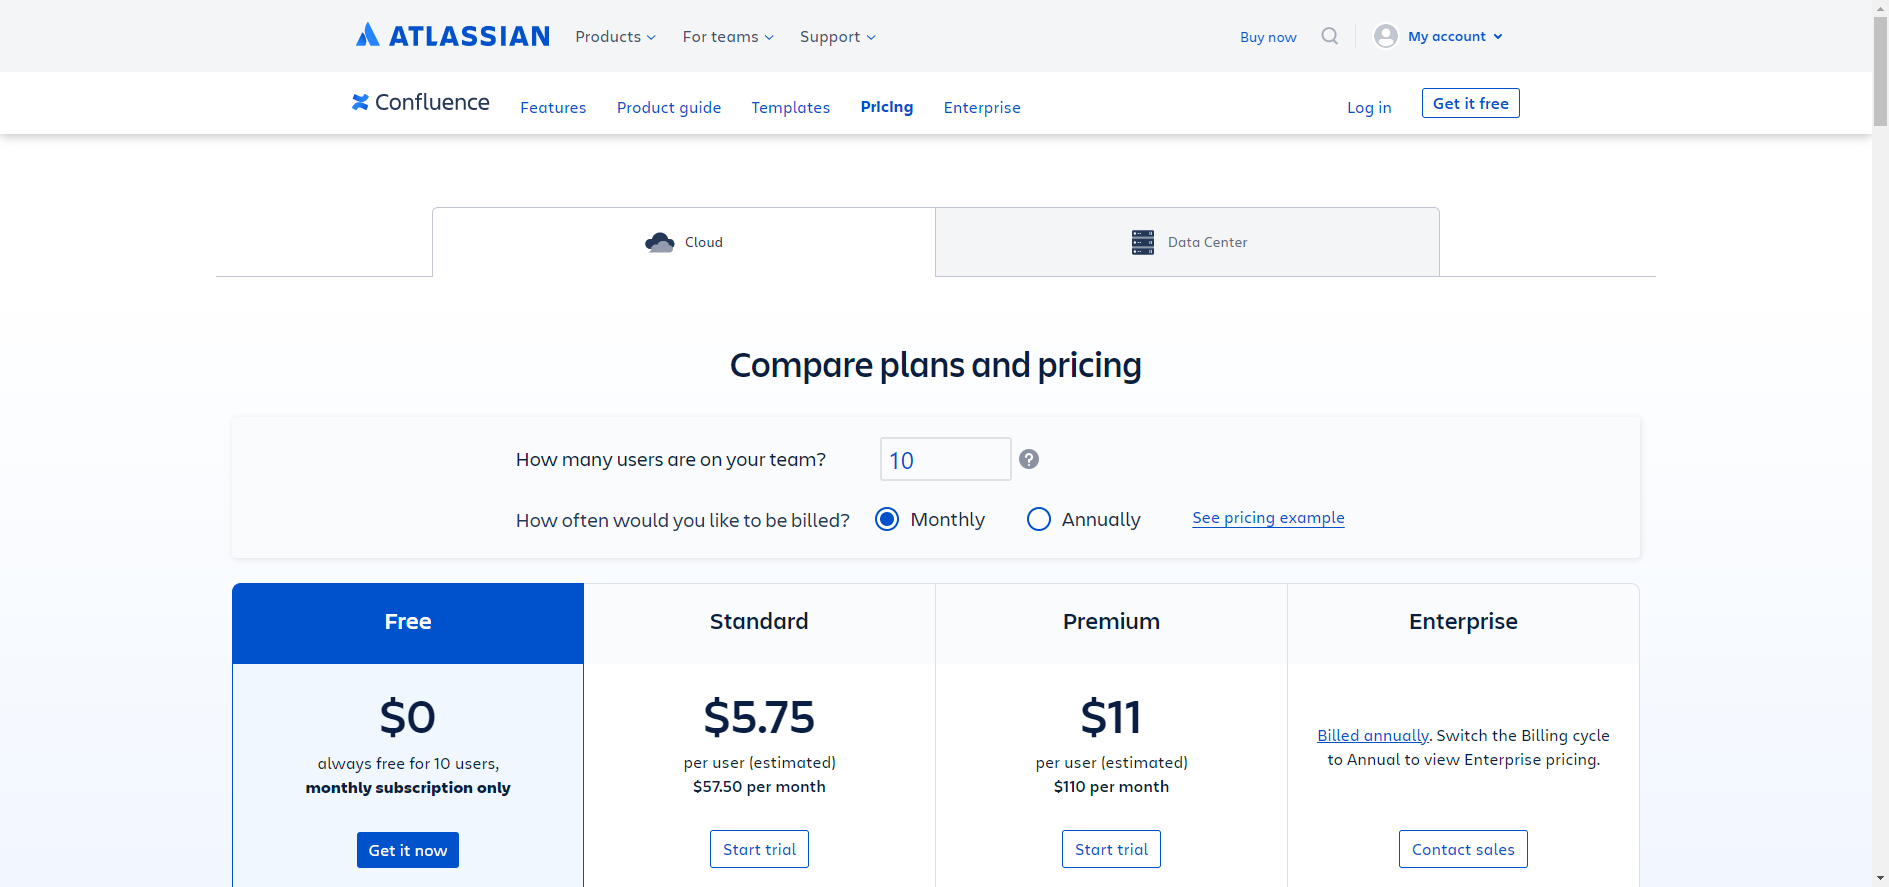 ATLASSIAN Products For teams Support Buy now My account
Confluence Features Product guide Templates Pricing Enterprise Log in Get it free
Cloud Data Center
Compare plans and pricing
How many users are on your team? 10 ?
How often would you like to be billed? Monthly Annually See pricing example
Free Standard Premium Enterprise
$0
always free for 10 users,
monthly subscription only
Get it now
$5.75
per user (estimated)
$57.50 per month
Start trial
$11
per user (estimated)
$110 per month
Start trial
Billed annually. Switch the Billing cycle
to Annual to view Enterprise pricing.
Contact sales